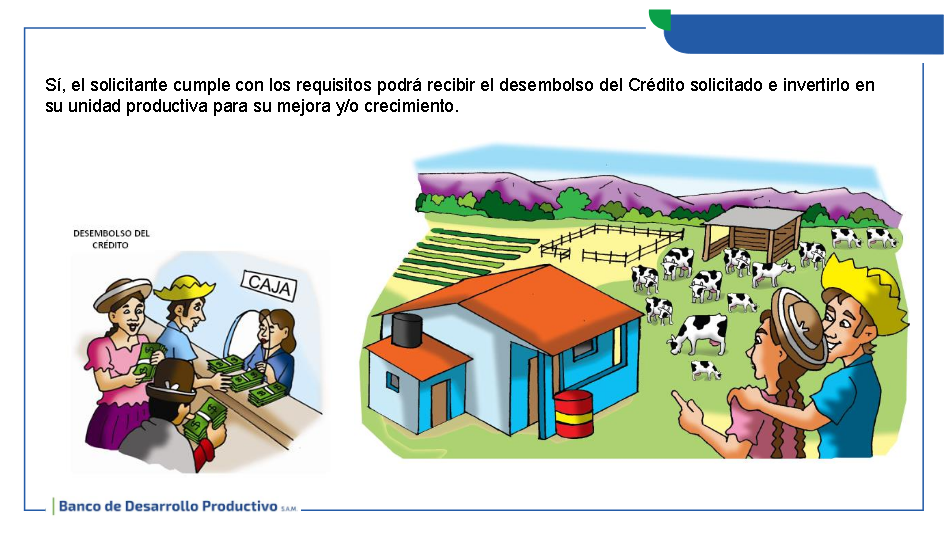 Sí, el solicitante cumple con los requisitos podrá recibir el desembolso del Crédito solicitado e invertirlo en
su unidad productiva para su mejora y/o crecimiento.
DESEMBOLSO DEL
CRÉDITO
CAJA
Banco de Desarrollo Productivo S.A.M.